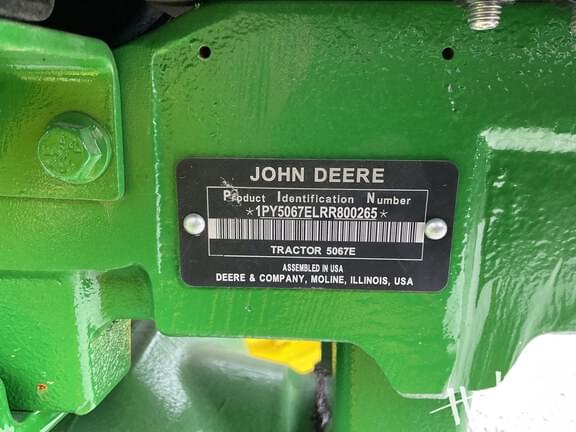 JOHN DEERE
Product Identification Number
*1PY5067ELRR800265*
TRACTOR 5067E
ASSEMBLED IN USA
DEERE & COMPANY, MOLINE, ILLINOIS, USA